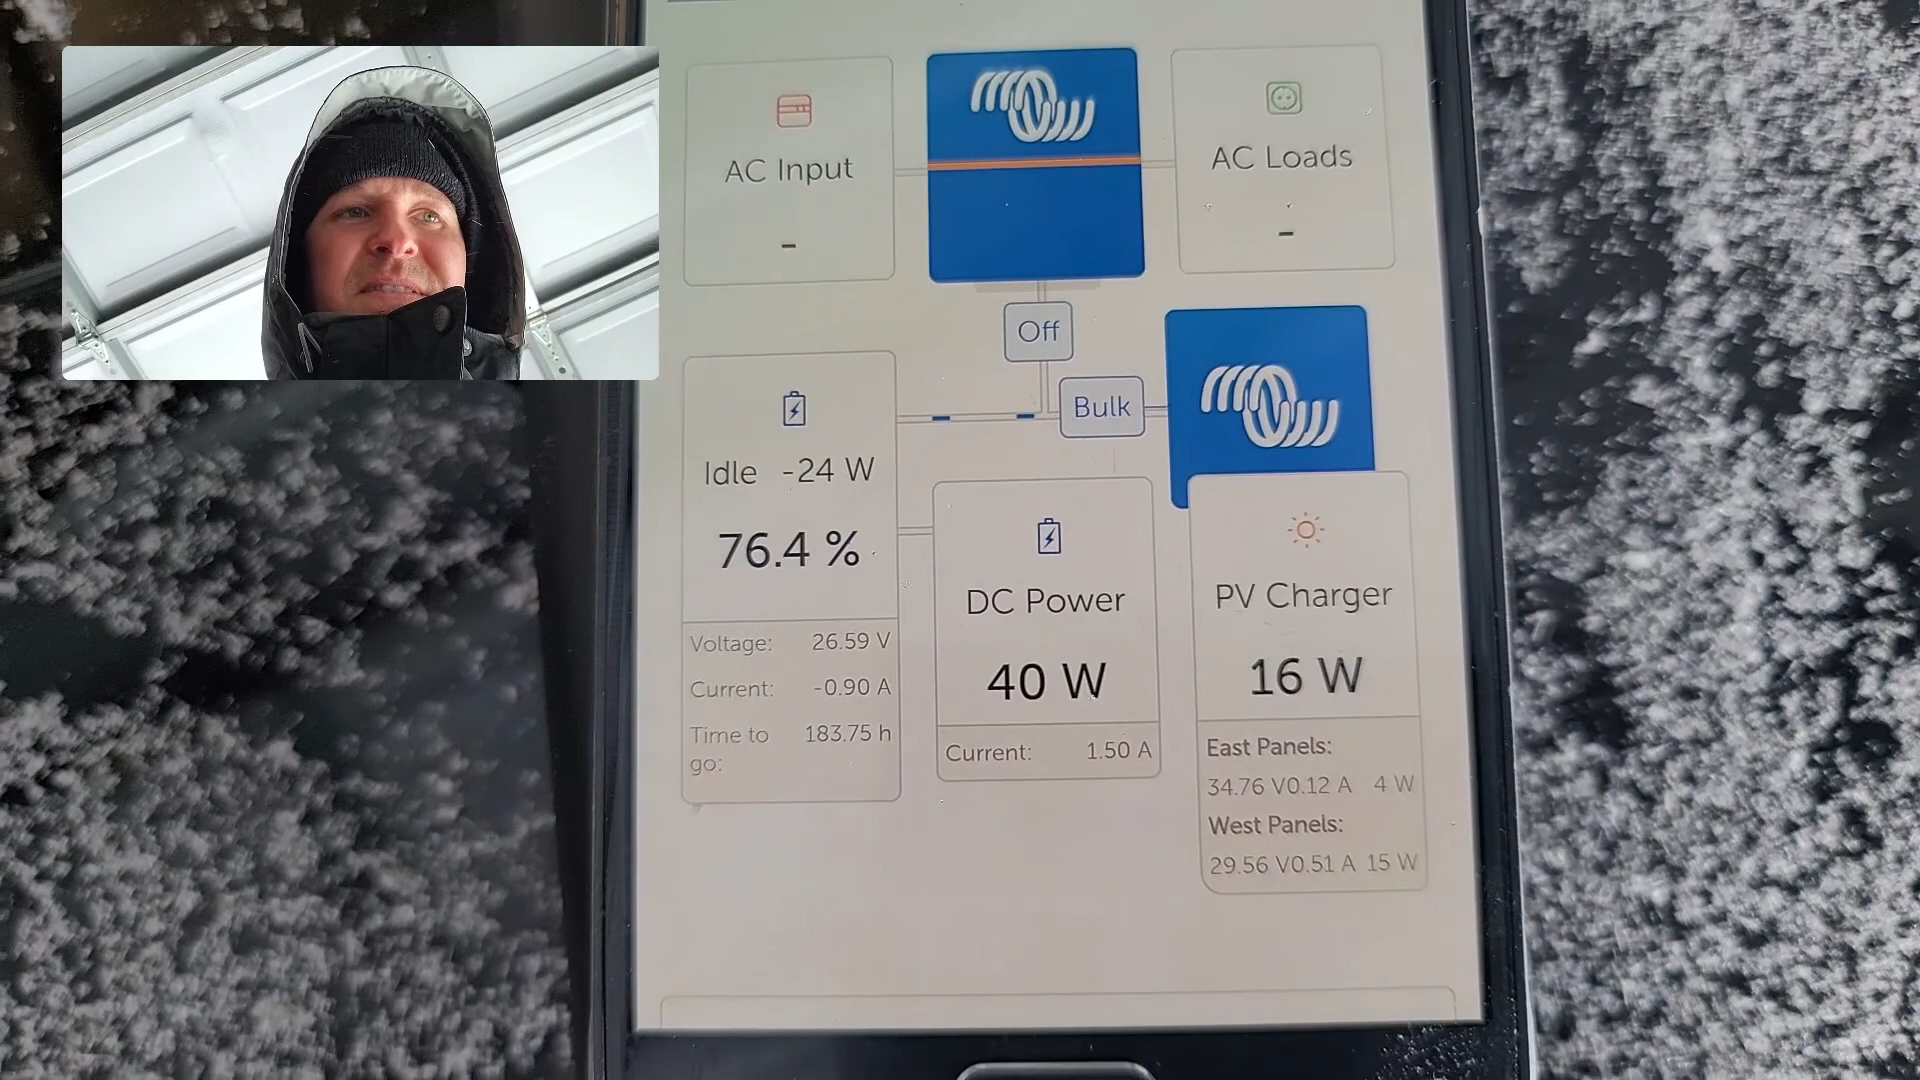 AC Input
-
AC Loads
-
Off
Bulk
Idle -24 W
76.4 %
Voltage: 26.59 V
Current: -0.90 A
Time to go: 183.75 h
DC Power
40 W
Current: 1.50 A
PV Charger
16 W
East Panels:
34.76 V0.12 A 4 W
West Panels:
29.56 V0.51 A 15 W